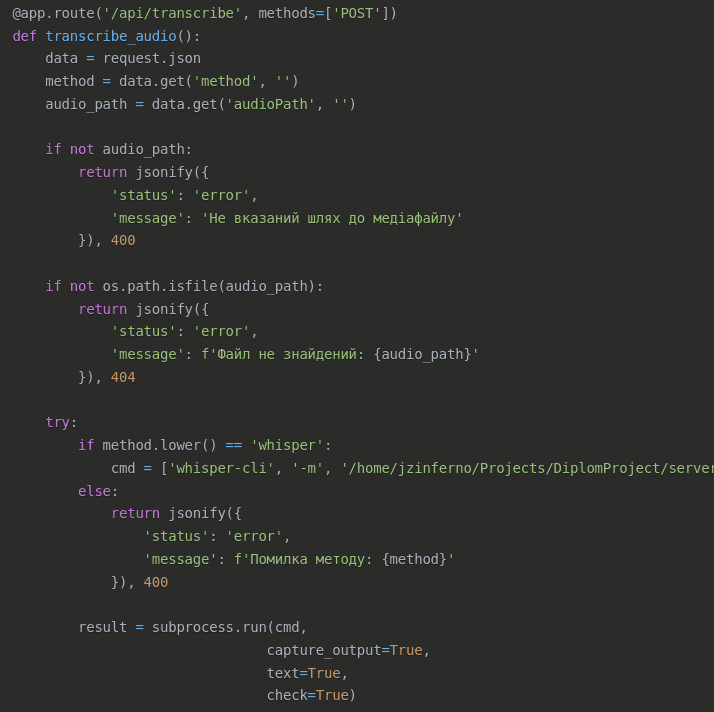 @app.route('/api/transcribe', methods=['POST'])
def transcribe_audio():
    data = request.json
    method = data.get('method', '')
    audio_path = data.get('audioPath', '')

    if not audio_path:
        return jsonify({
            'status': 'error',
            'message': 'Не вказаний шлях до медіафайлу'
        }), 400

    if not os.path.isfile(audio_path):
        return jsonify({
            'status': 'error',
            'message': f'Файл не знайдений: {audio_path}'
        }), 404

    try:
        if method.lower() == 'whisper':
            cmd = ['whisper-cli', '-m', '/home/jzinferno/Projects/DiplomProject/server
        else:
            return jsonify({
                'status': 'error',
                'message': f'Помилка методу: {method}'
            }), 400

        result = subprocess.run(cmd,
                               capture_output=True,
                               text=True,
                               check=True)